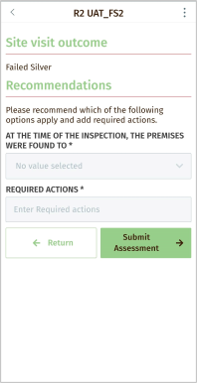 R2 UAT_FS2
Site visit outcome
Failed Silver
Recommendations
Please recommend which of the following
options apply and add required actions.
AT THE TIME OF THE INSPECTION, THE PREMISES
WERE FOUND TO *
No value selected
REQUIRED ACTIONS *
Enter Required actions
Return
Submit
Assessment